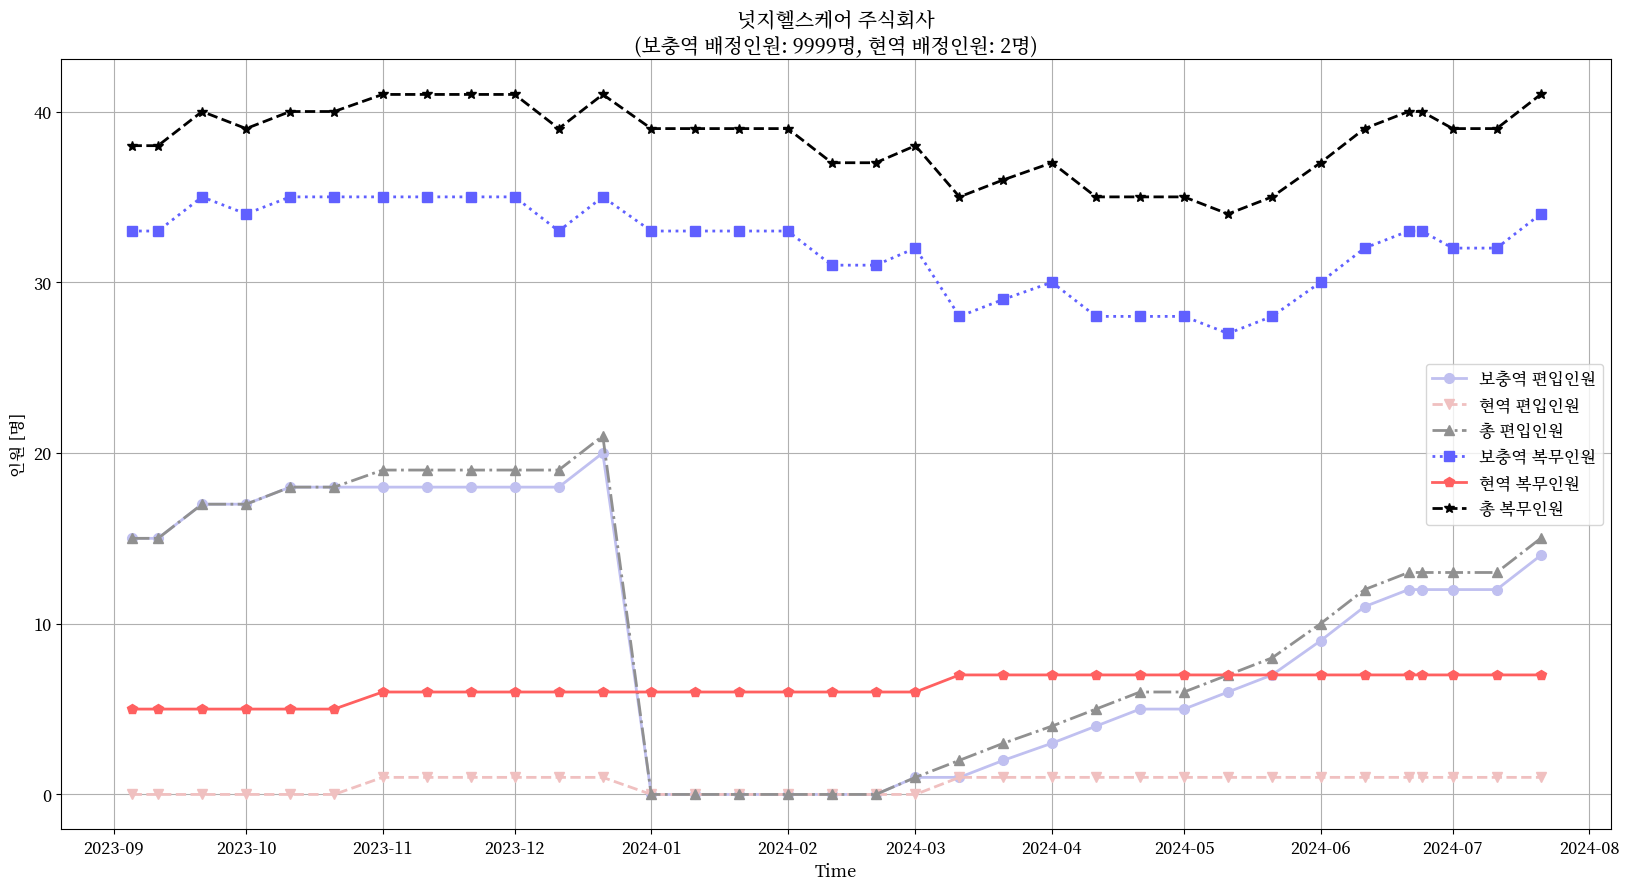 넛지헬스케어 주식회사
(보충역 배정인원: 9999명, 현역 배정인원: 2명)
인원 [명]
40
30
20
10
0
보충역 편입인원
현역 편입인원
총 편입인원
보충역 복무인원
현역 복무인원
총 복무인원
2023-09 2023-10 2023-11 2023-12 2024-01 2024-02 2024-03 2024-04 2024-05 2024-06 2024-07 2024-08
Time